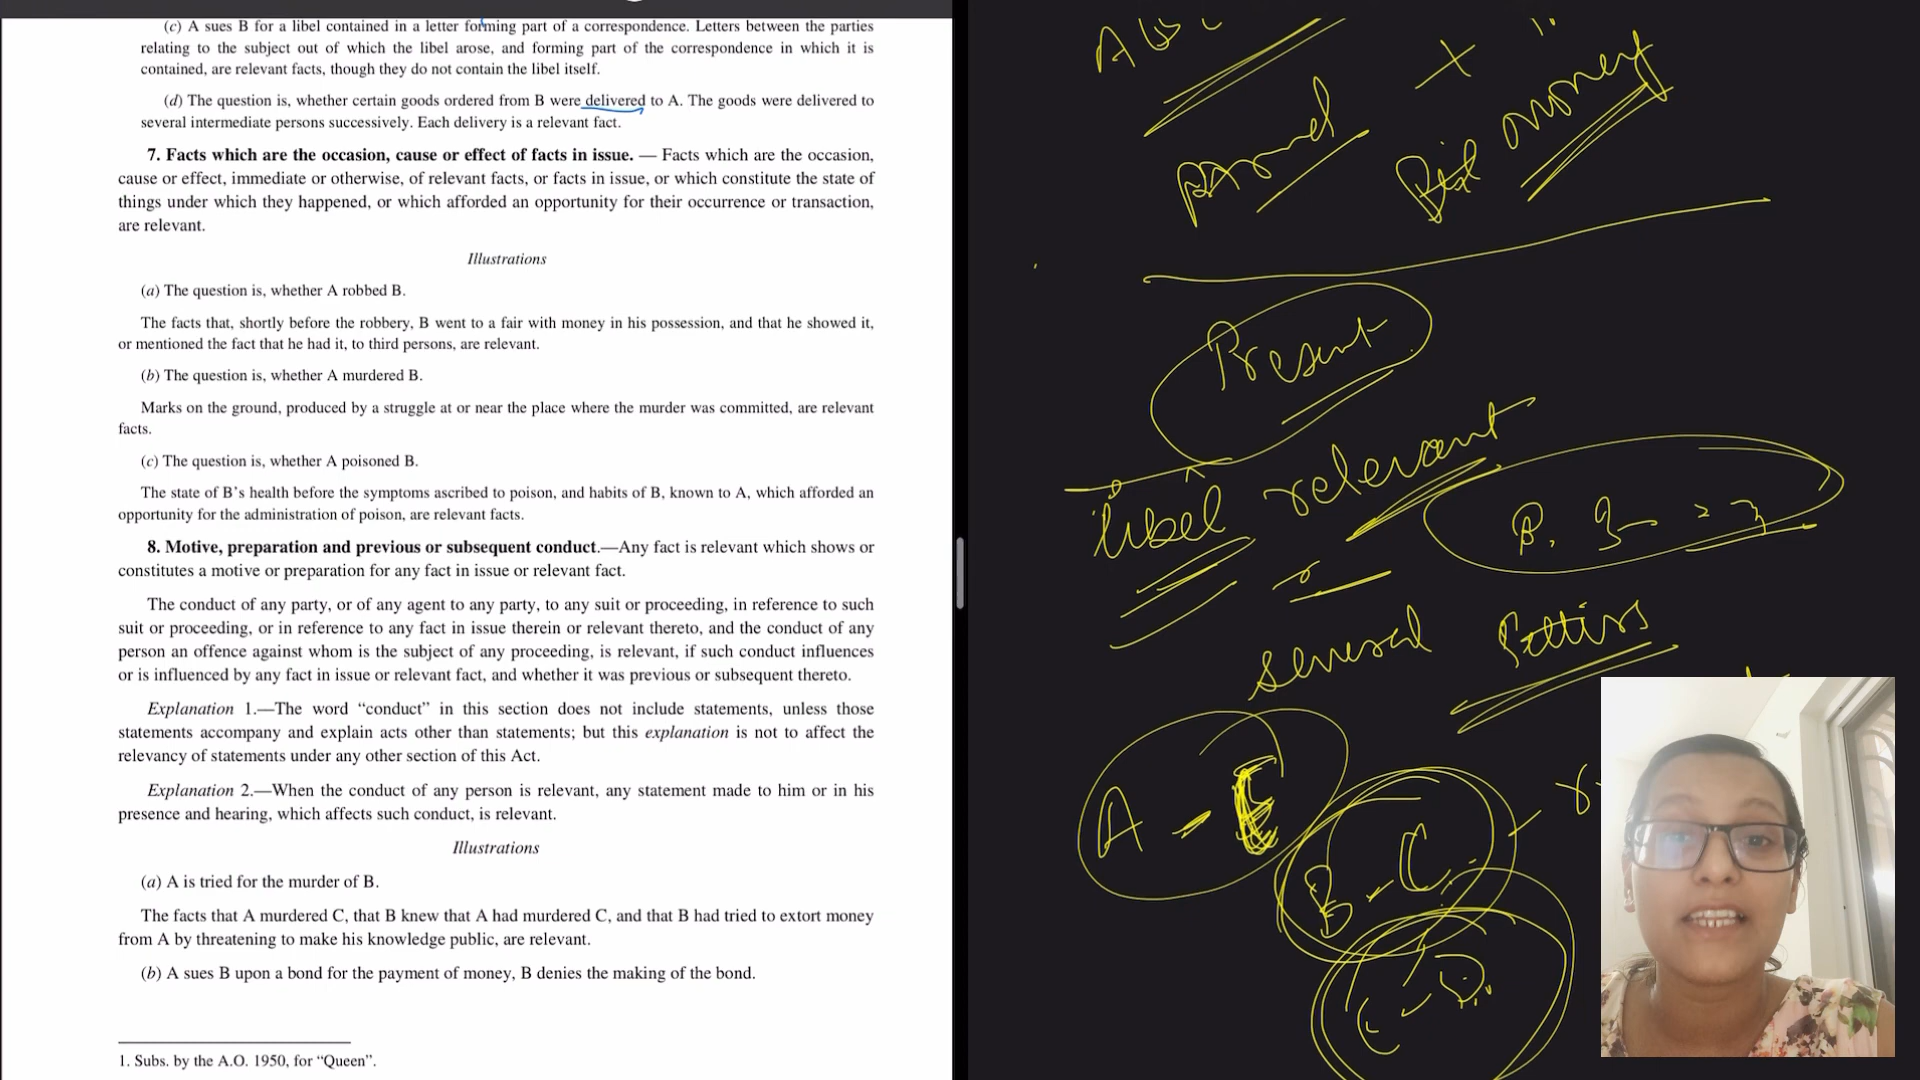 (c) A sues B for a libel contained in a letter forming part of a correspondence. Letters between the parties
relating to the subject out of which the libel arose, and forming part of the correspondence in which it is
contained, are relevant facts, though they do not contain the libel itself.
(d) The question is, whether certain goods ordered from B were delivered to A. The goods were delivered to
several intermediate persons successively. Each delivery is a relevant fact.
7. Facts which are the occasion, cause or effect of facts in issue. — Facts which are the occasion,
cause or effect, immediate or otherwise, of relevant facts, or facts in issue, or which constitute the state of
things under which they happened, or which afforded an opportunity for their occurrence or transaction,
are relevant.
Illustrations
(a) The question is, whether A robbed B.
The facts that, shortly before the robbery, B went to a fair with money in his possession, and that he showed it,
or mentioned the fact that he had it, to third persons, are relevant.
(b) The question is, whether A murdered B.
Marks on the ground, produced by a struggle at or near the place where the murder was committed, are relevant
facts.
(c) The question is, whether A poisoned B.
The state of B’s health before the symptoms ascribed to poison, and habits of B, known to A, which afforded an
opportunity for the administration of poison, are relevant facts.
8. Motive, preparation and previous or subsequent conduct.—Any fact is relevant which shows or
constitutes a motive or preparation for any fact in issue or relevant fact.
The conduct of any party, or of any agent to any party, to any suit or proceeding, in reference to such
suit or proceeding, or in reference to any fact in issue therein or relevant thereto, and the conduct of any
person an offence against whom is the subject of any proceeding, is relevant, if such conduct influences
or is influenced by any fact in issue or relevant fact, and whether it was previous or subsequent thereto.
Explanation 1.—The word “conduct” in this section does not include statements, unless those
statements accompany and explain acts other than statements; but this explanation is not to affect the
relevancy of statements under any other section of this Act.
Explanation 2.—When the conduct of any person is relevant, any statement made to him or in his
presence and hearing, which affects such conduct, is relevant.
Illustrations
(a) A is tried for the murder of B.
The facts that A murdered C, that B knew that A had murdered C, and that B had tried to extort money
from A by threatening to make his knowledge public, are relevant.
(b) A sues B upon a bond for the payment of money, B denies the making of the bond.
1. Subs. by the A.O. 1950, for “Queen”.
money
Present
libel relevant
several
A -
B - C
C - D